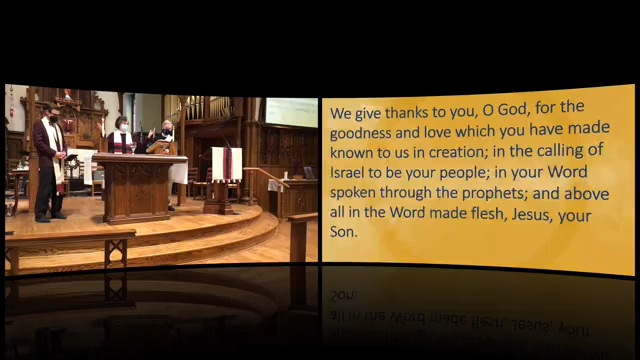 We give thanks to you, O God, for the
goodness and love which you have made
known to us in creation; in the calling of
Israel to be your people; in your Word
spoken through the prophets; and above
all in the Word made flesh, Jesus, your
Son.